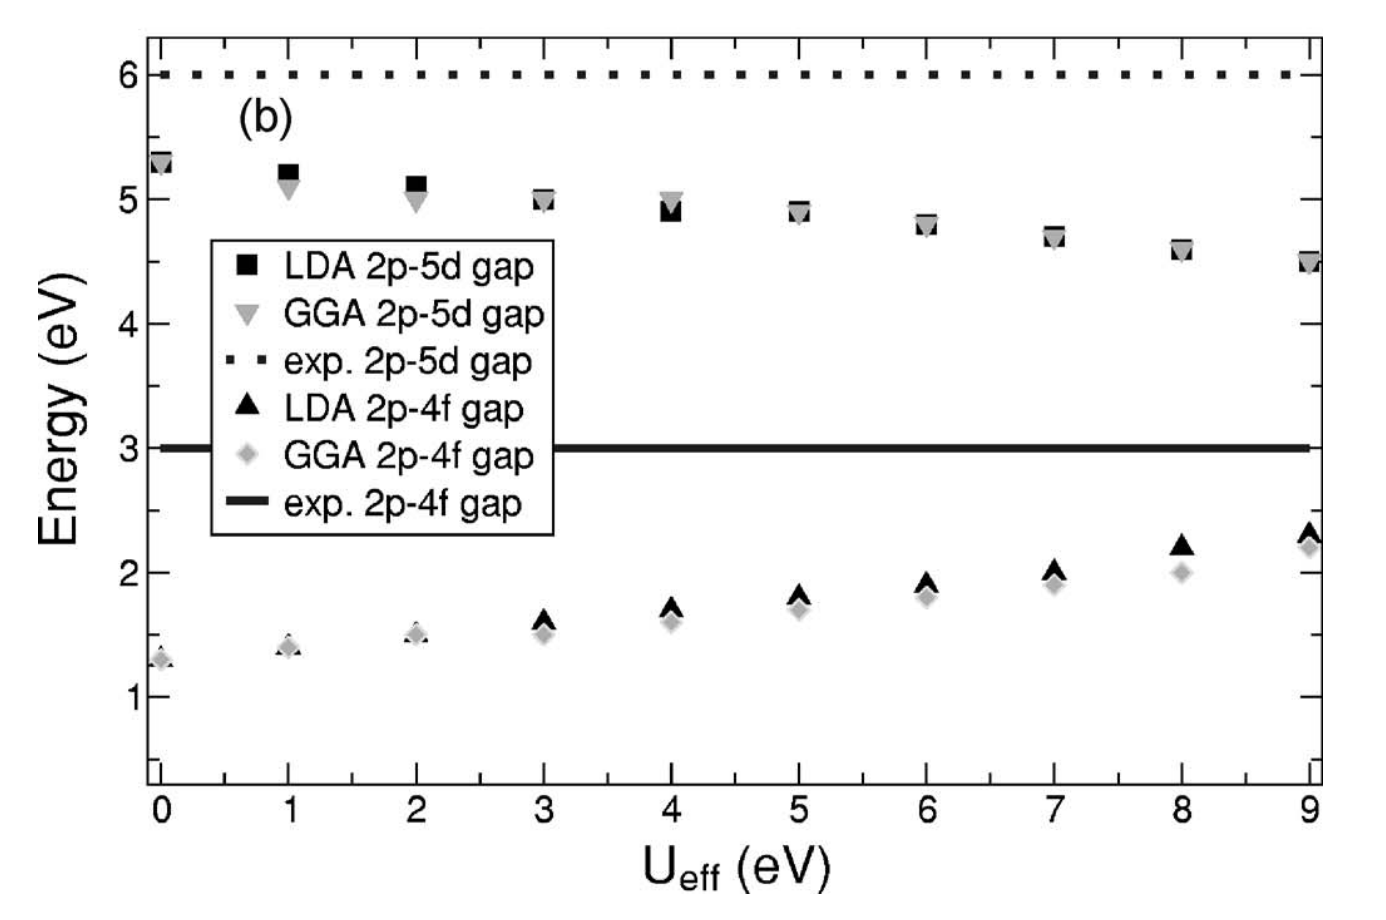 6
(b)
5
LDA 2p-5d gap
GGA 2p-5d gap
4
exp. 2p-5d gap
LDA 2p-4f gap
3
GGA 2p-4f gap
exp. 2p-4f gap
2
1
Energy (eV)
0 1 2 3 4 5 6 7 8 9
Ueff (eV)